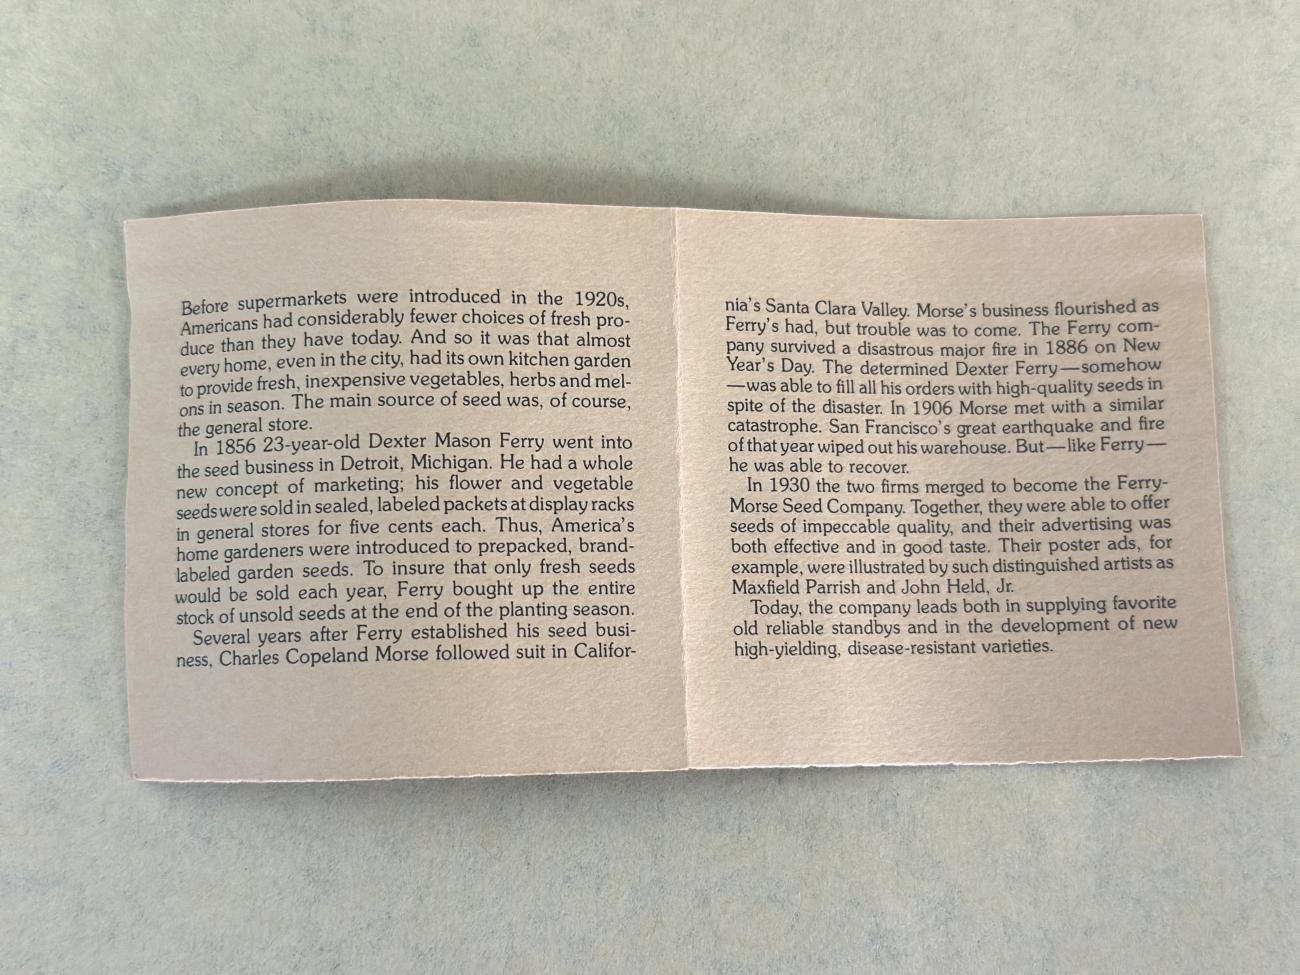 Before supermarkets were introduced in the 1920s,
Americans had considerably fewer choices of fresh pro-
duce than they have today. And so it was that almost
every home, even in the city, had its own kitchen garden
to provide fresh, inexpensive vegetables, herbs and mel-
ons in season. The main source of seed was, of course,
the general store.
In 1856 23-year-old Dexter Mason Ferry went into
the seed business in Detroit, Michigan. He had a whole
new concept of marketing; his flower and vegetable
seeds were sold in sealed, labeled packets at display racks
in general stores for five cents each. Thus, America's
home gardeners were introduced to prepacked, brand-
labeled garden seeds. To insure that only fresh seeds
would be sold each year, Ferry bought up the entire
stock of unsold seeds at the end of the planting season.
Several years after Ferry established his seed busi-
ness, Charles Copeland Morse followed suit in Califor-
nia's Santa Clara Valley. Morse's business flourished as
Ferry's had, but trouble was to come. The Ferry com-
pany survived a disastrous major fire in 1886 on New
Year's Day. The determined Dexter Ferry—somehow
—was able to fill all his orders with high-quality seeds in
spite of the disaster. In 1906 Morse met with a similar
catastrophe. San Francisco's great earthquake and fire
of that year wiped out his warehouse. But—like Ferry—
he was able to recover.
In 1930 the two firms merged to become the Ferry-
Morse Seed Company. Together, they were able to offer
seeds of impeccable quality, and their advertising was
both effective and in good taste. Their poster ads, for
example, were illustrated by such distinguished artists as
Maxfield Parrish and John Held, Jr.
Today, the company leads both in supplying favorite
old reliable standbys and in the development of new
high-yielding, disease-resistant varieties.